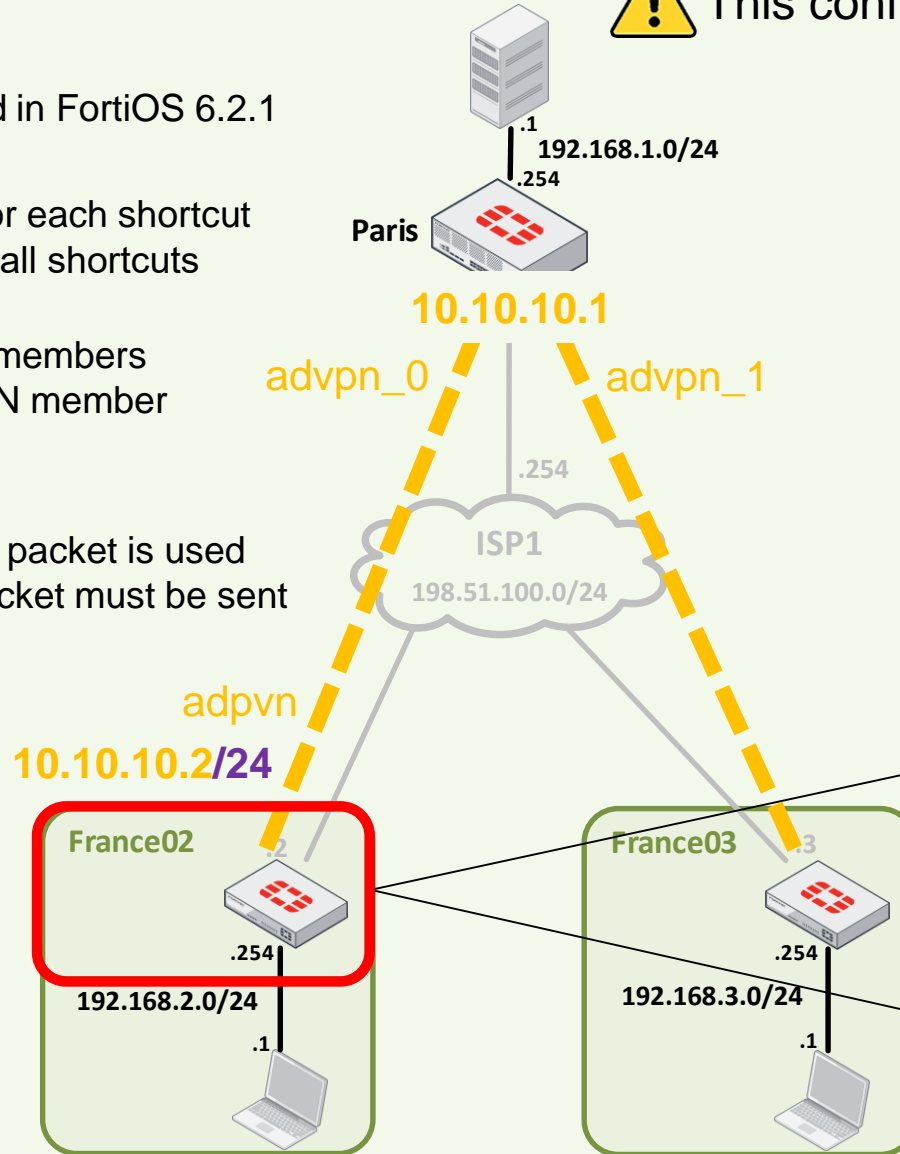 This conf
d in FortiOS 6.2.1
or each shortcut
all shortcuts
members
N member
packet is used
cket must be sent
.1
192.168.1.0/24
.254
Paris
10.10.10.1
advpn_0
advpn_1
.254
ISP1
198.51.100.0/24
adpvn
10.10.10.2/24
France02
.2
.254
192.168.2.0/24
.1
France03
.3
.254
192.168.3.0/24
.1